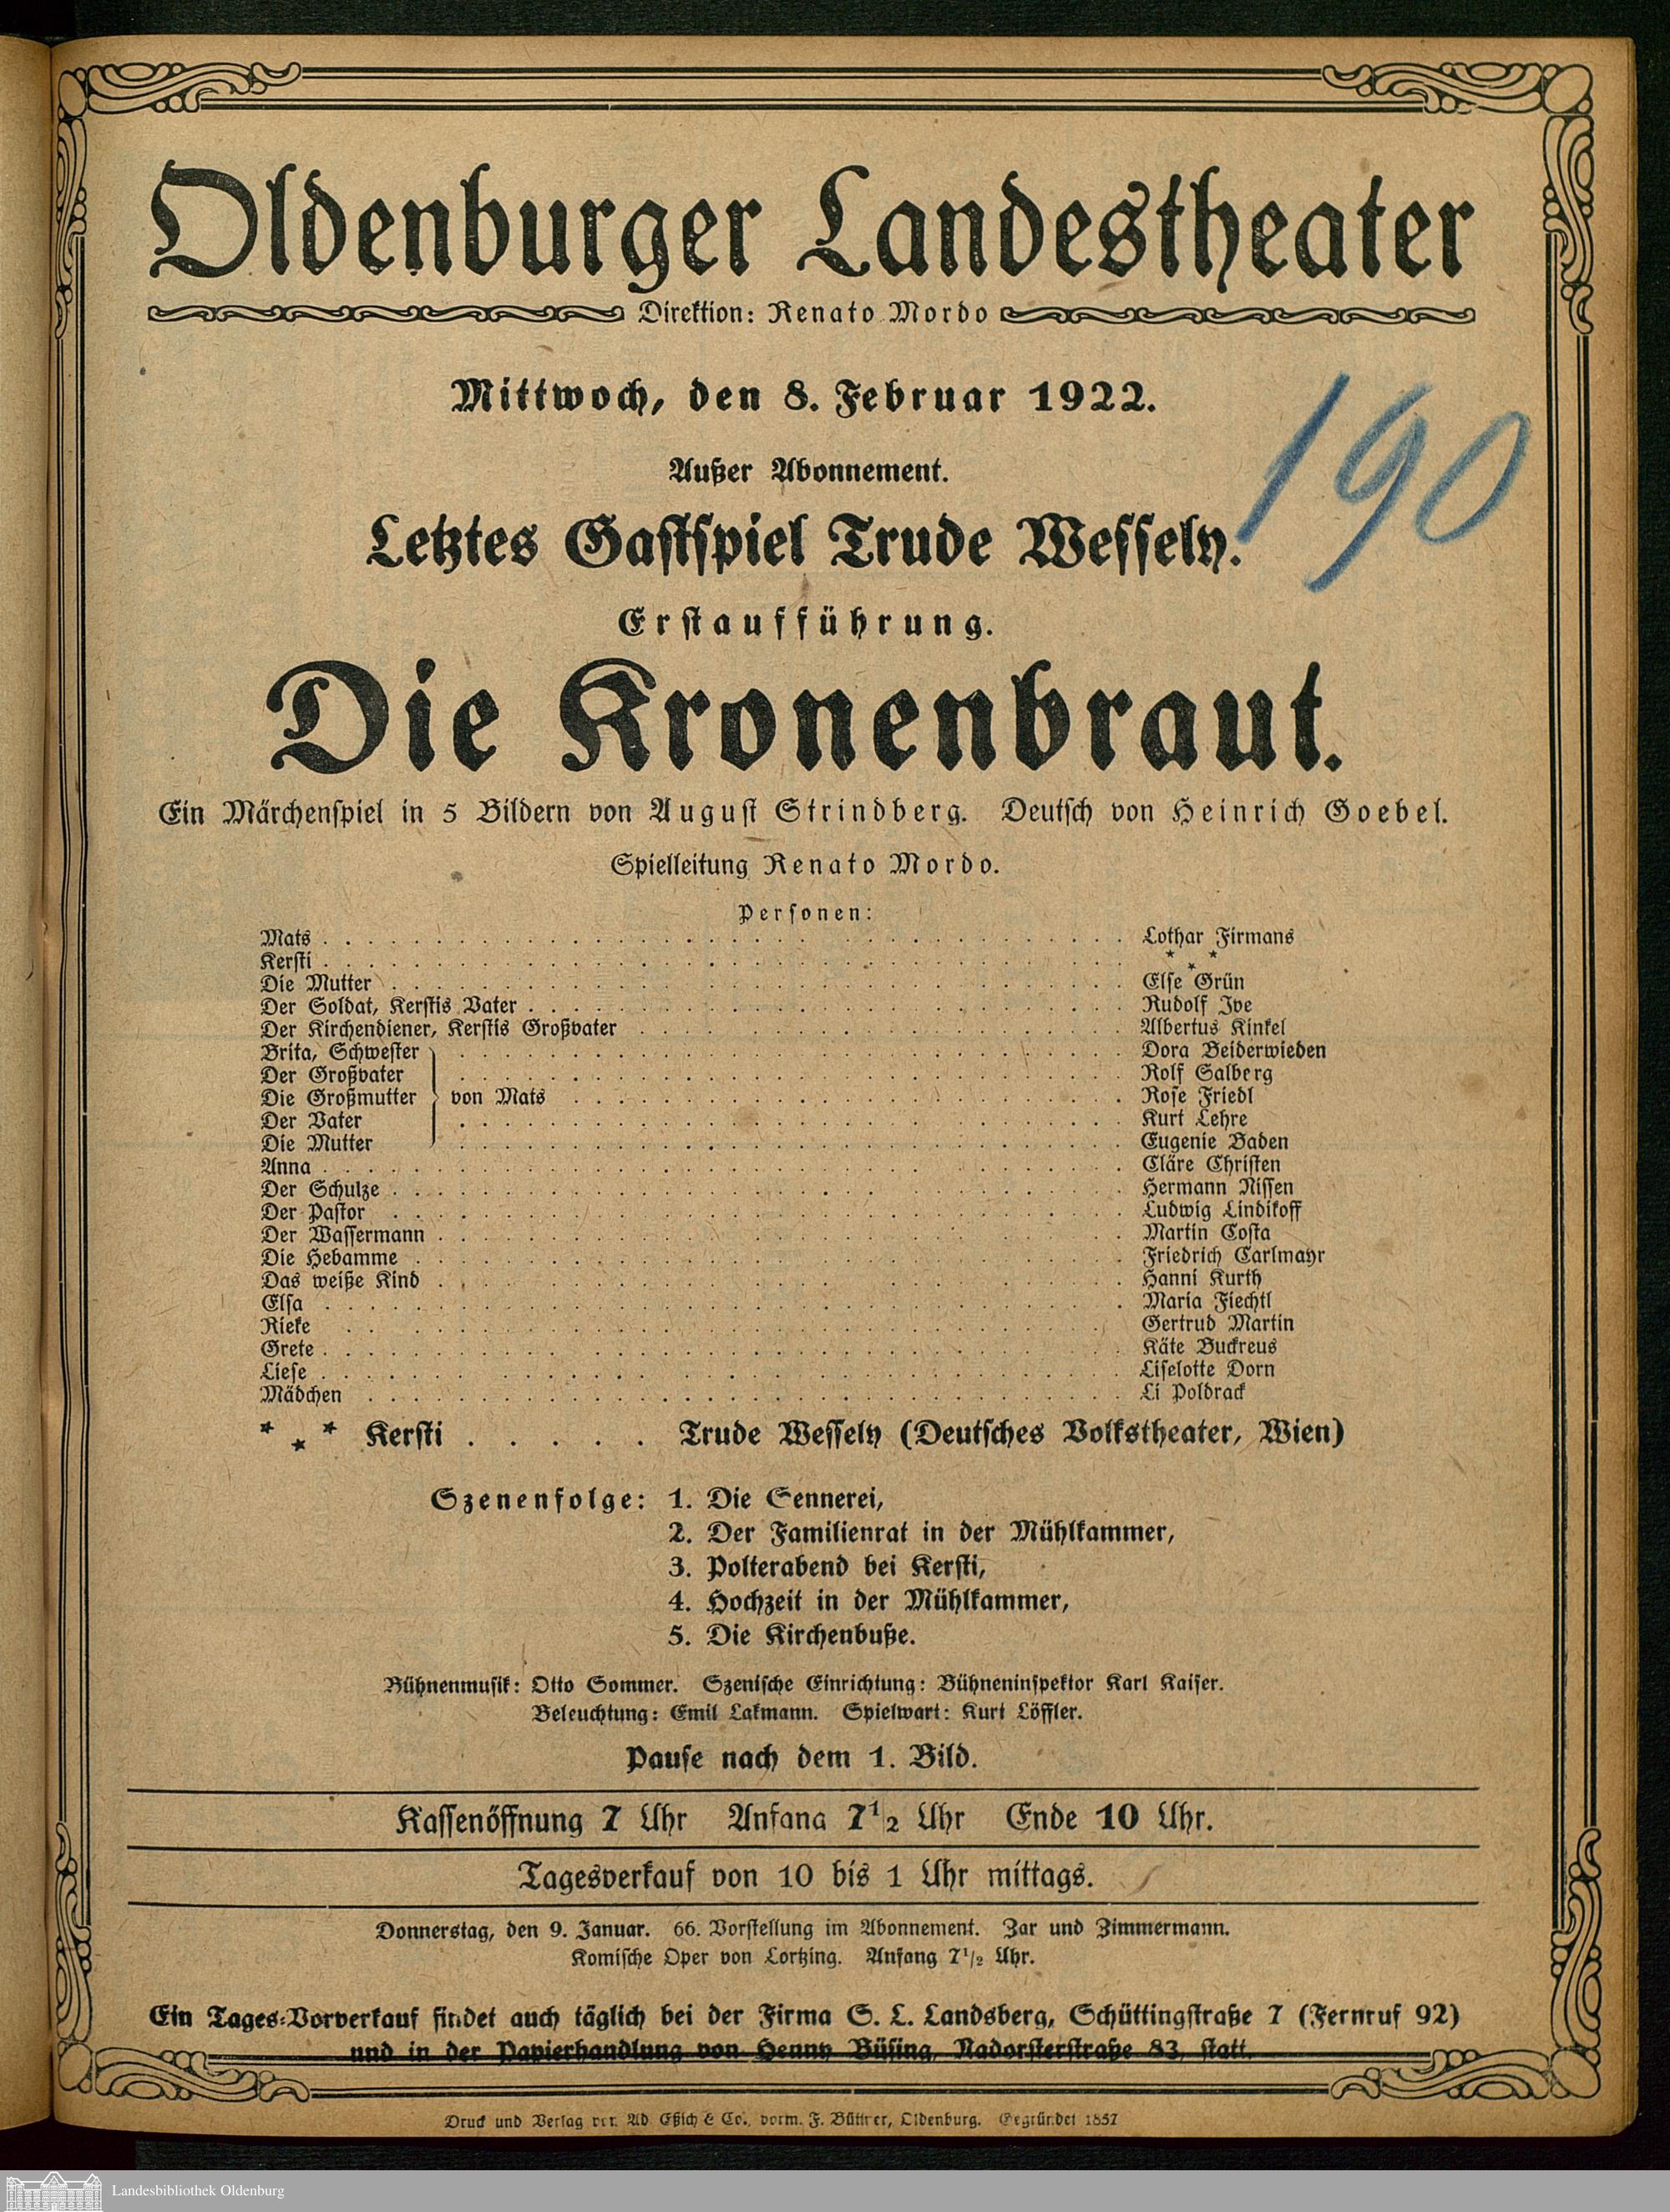 Oldenburger Landestheater
Direktion: Renato Mordo
Mittwoch, den 8. Februar 1922.
190
Außer Abonnement.
Letztes Gastspiel Trude Wessely.
Erstaufführung.
Die Kronenbraut.
Ein Märchenspiel in 5 Bildern von August Strindberg. Deutsch von Heinrich Goebel.
Spielleitung Renato Mordo.
Personen:
Mats . . . . . Lothar Firmans
Kersti . . . . . * * *
Die Mutter . . . . . Else Grün
Der Soldat, Kerstis Vater . . . . . Rudolf Ive
Der Kirchendiener, Kerstis Großvater . . . . . Albertus Kinkel
Brita, Schwester . . . . . Dora Beiderwieden
Der Großvater . . . . . Rolf Salberg
Die Großmutter von Mats . . . . . Rose Friedl
Der Vater . . . . . Kurt Lehre
Die Mutter . . . . . Eugenie Baden
Anna . . . . . Cläre Christen
Der Schulze . . . . . Hermann Nissen
Der Pastor . . . . . Ludwig Lindikoff
Der Wassermann . . . . . Martin Costa
Die Hebamme . . . . . Friedrich Carlmayr
Das weiße Kind . . . . . Hanni Kurth
Elsa . . . . . Maria Fiechtl
Rieke . . . . . Gertrud Martin
Grete . . . . . Käte Buckreus
Liese . . . . . Liselotte Dorn
Mädchen . . . . . Li Poldrack
* * * Kersti . . . . . . Trude Wessely (Deutsches Volkstheater, Wien)
Szenenfolge: 1. Die Sennerei,
2. Der Familienrat in der Mühlkammer,
3. Polterabend bei Kersti,
4. Hochzeit in der Mühlkammer,
5. Die Kirchenbuße.
Bühnenmusik: Otto Sommer. Szenische Einrichtung: Bühneninspektor Karl Kaiser.
Beleuchtung: Emil Lakmann. Spielwart: Kurt Löffler.
Pause nach dem 1. Bild.
Kassenöffnung 7 Uhr Anfang 7 1/2 Uhr Ende 10 Uhr.
Tagesverkauf von 10 bis 1 Uhr mittags.
Donnerstag, den 9. Januar. 66. Vorstellung im Abonnement. Zar und Zimmermann.
Komische Oper von Lortzing. Anfang 7 1/2 Uhr.
Ein Tages-Vorverkauf findet auch täglich bei der Firma S. L. Landsberg, Schüttingstraße 7 (Fernruf 92)
und in der Papierhandlung von Henny Büsing, Nadorsterstraße 83, statt.
Druck und Verlag von Ad. Eßich & Co., vorm. F. Büttner, Oldenburg. Gegründet 1857
Landesbibliothek Oldenburg